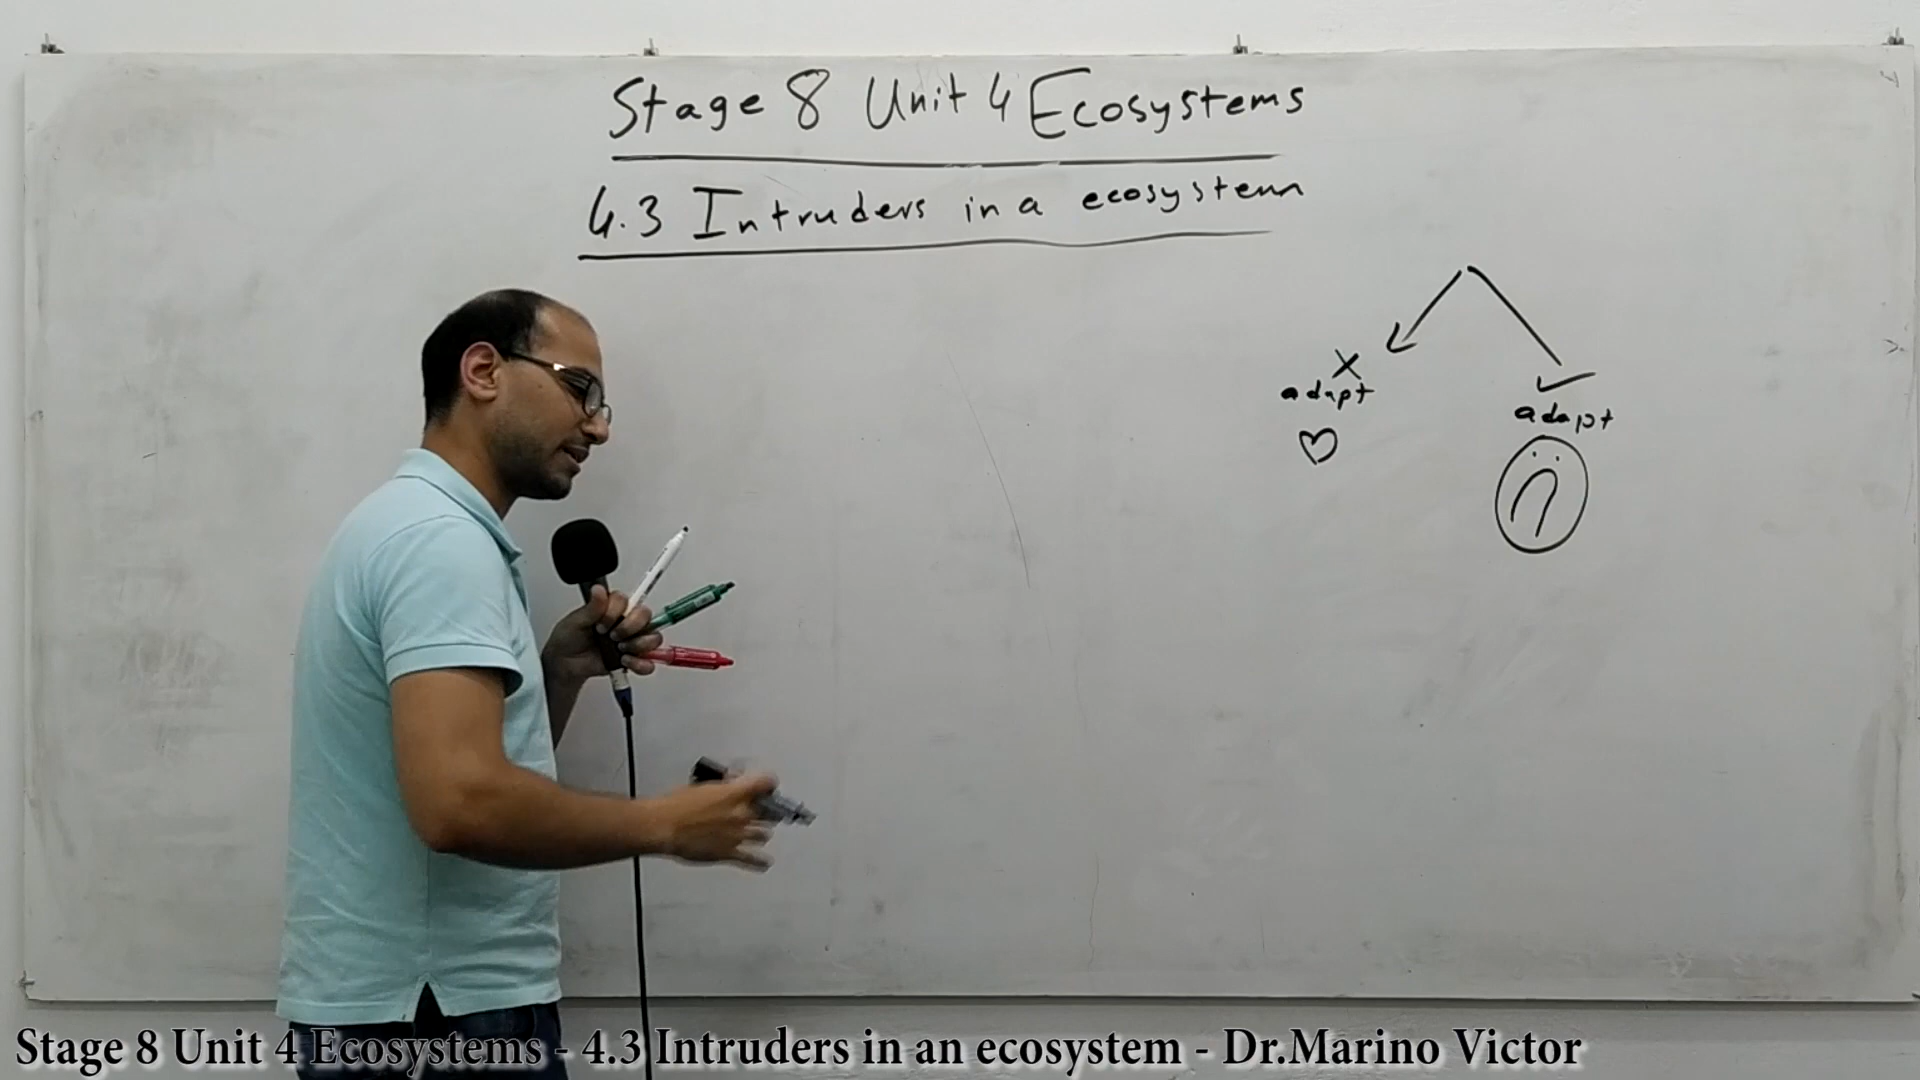 Stage 8 Unit 4 Ecosystems
4.3 Intruders in a ecosystem
adapt
adapt
Stage 8 Unit 4 Ecosystems - 4.3 Intruders in an ecosystem - Dr.Marino Victor